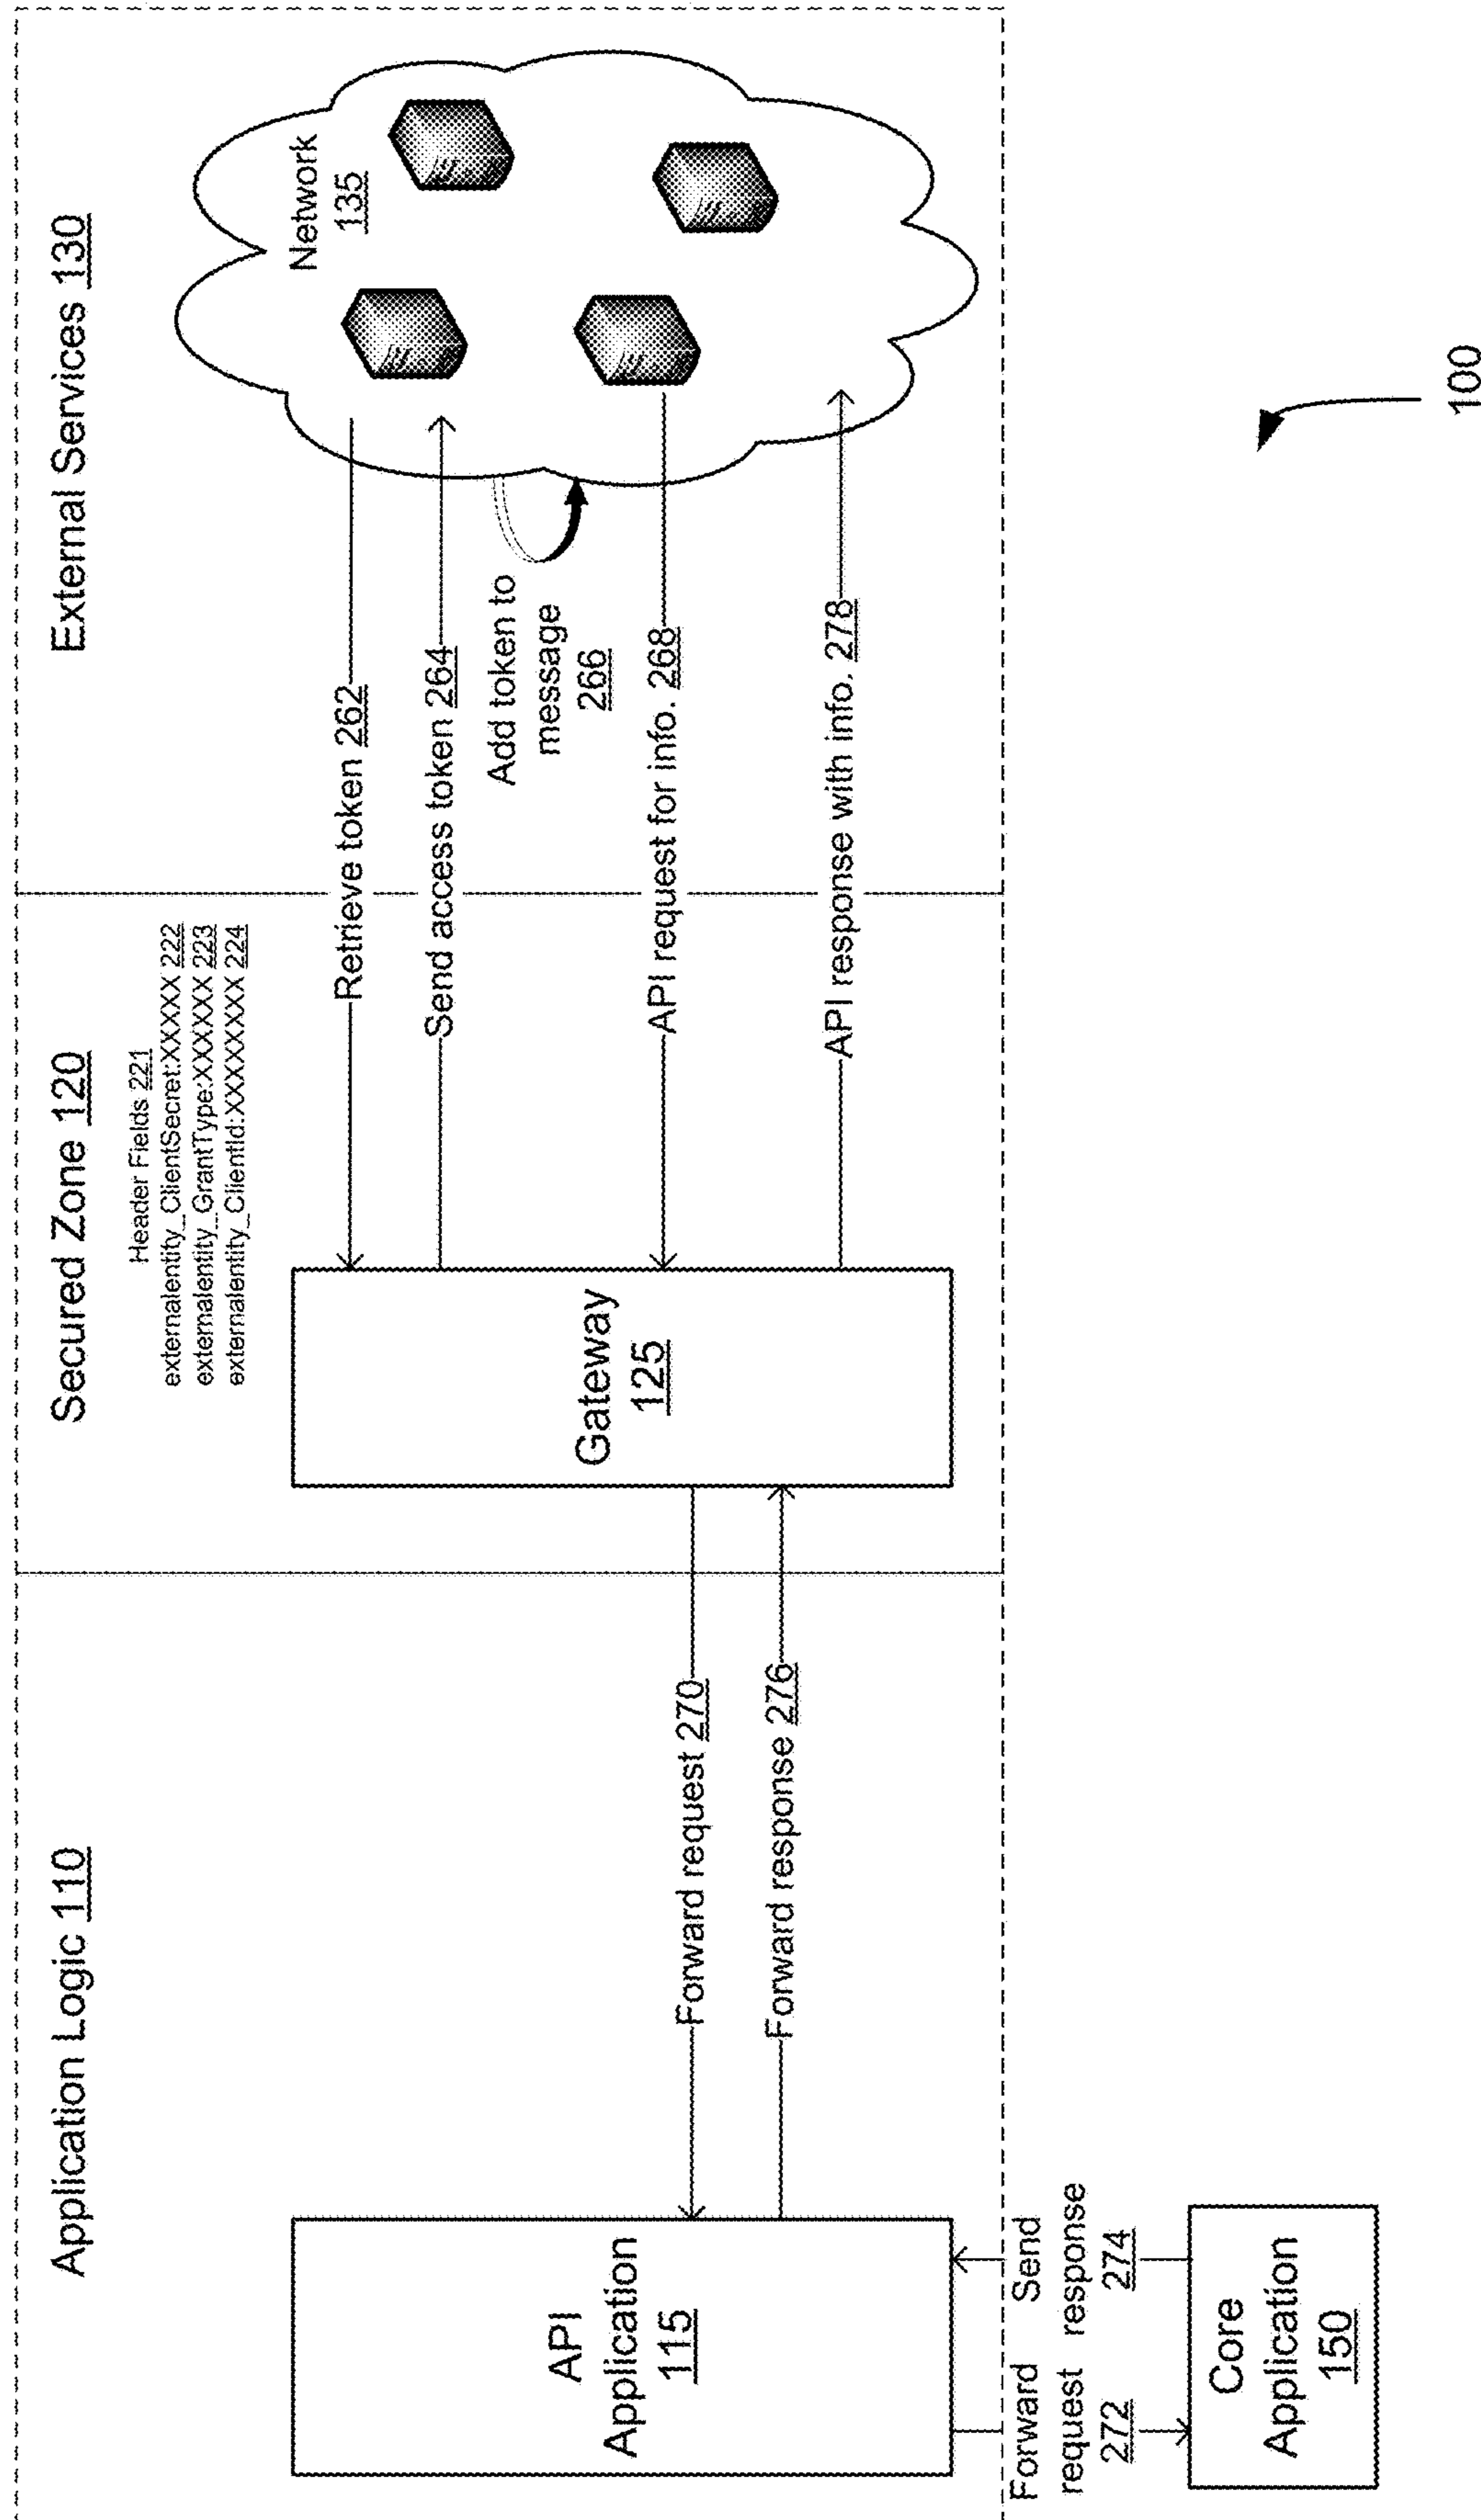 Application Logic 110
Secured Zone 120
External Services 130
Header Fields 221
externalentity_ClientSecret:XXXXX 222
externalentity_GrantType:XXXXX 223
externalentity_ClientId:XXXXXXXX 224
Network
135
Retrieve token 262
Send access token 264
Add token to
message
266
API request for info. 268
API response with info. 278
Gateway
125
Forward request 270
Forward response 276
API
Application
115
Forward
request
272
Send
response
274
Core
Application
150
100